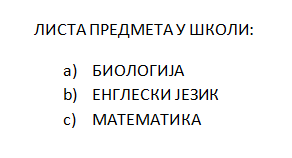 ЛИСТА ПРЕДМЕТА У ШКОЛИ:
a) БИОЛОГИЈА
b) ЕНГЛЕСКИ ЈЕЗИК
c) МАТЕМАТИКА